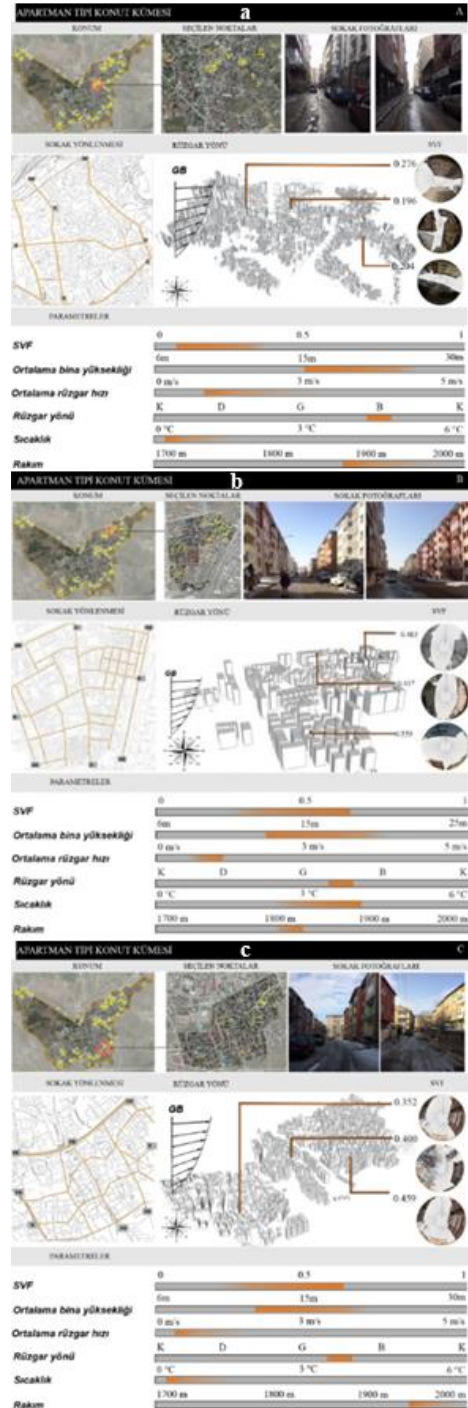 APARTMAN TİPİ KONUT KÜMESİ a A
KONUM SEÇİLEN NOKTALAR SOKAK FOTOĞRAFLARI
SOKAK YÖNLENMESİ RÜZGAR YÖNÜ SVF
GB
0.276
0.196
0.204
PARAMETRELER
0 0.5 1
SVF
6m 15m 30m
Ortalama bina yüksekliği
0 m/s 3 m/s 5 m/s
Ortalama rüzgar hızı
K D G B K
Rüzgar yönü
0 °C 3 °C 6 °C
Sıcaklık
1700 m 1800 m 1900 m 2000 m
Rakım
APARTMAN TİPİ KONUT KÜMESİ b B
KONUM SEÇİLEN NOKTALAR SOKAK FOTOĞRAFLARI
SOKAK YÖNLENMESİ RÜZGAR YÖNÜ SVF
GB
PARAMETRELER
0 0.5 1
SVF
6m 15m 25m
Ortalama bina yüksekliği
0 m/s 3 m/s 5 m/s
Ortalama rüzgar hızı
K D G B K
Rüzgar yönü
0 °C 3 °C 6 °C
Sıcaklık
1700 m 1800 m 1900 m 2000 m
Rakım
APARTMAN TİPİ KONUT KÜMESİ c C
KONUM SEÇİLEN NOKTALAR SOKAK FOTOĞRAFLARI
SOKAK YÖNLENMESİ RÜZGAR YÖNÜ SVF
GB
0.352
0.400
0.459
PARAMETRELER
0 0.5 1
SVF
6m 15m 30m
Ortalama bina yüksekliği
0 m/s 3 m/s 5 m/s
Ortalama rüzgar hızı
K D G B K
Rüzgar yönü
0 °C 3 °C 6 °C
Sıcaklık
1700 m 1800 m 1900 m 2000 m
Rakım